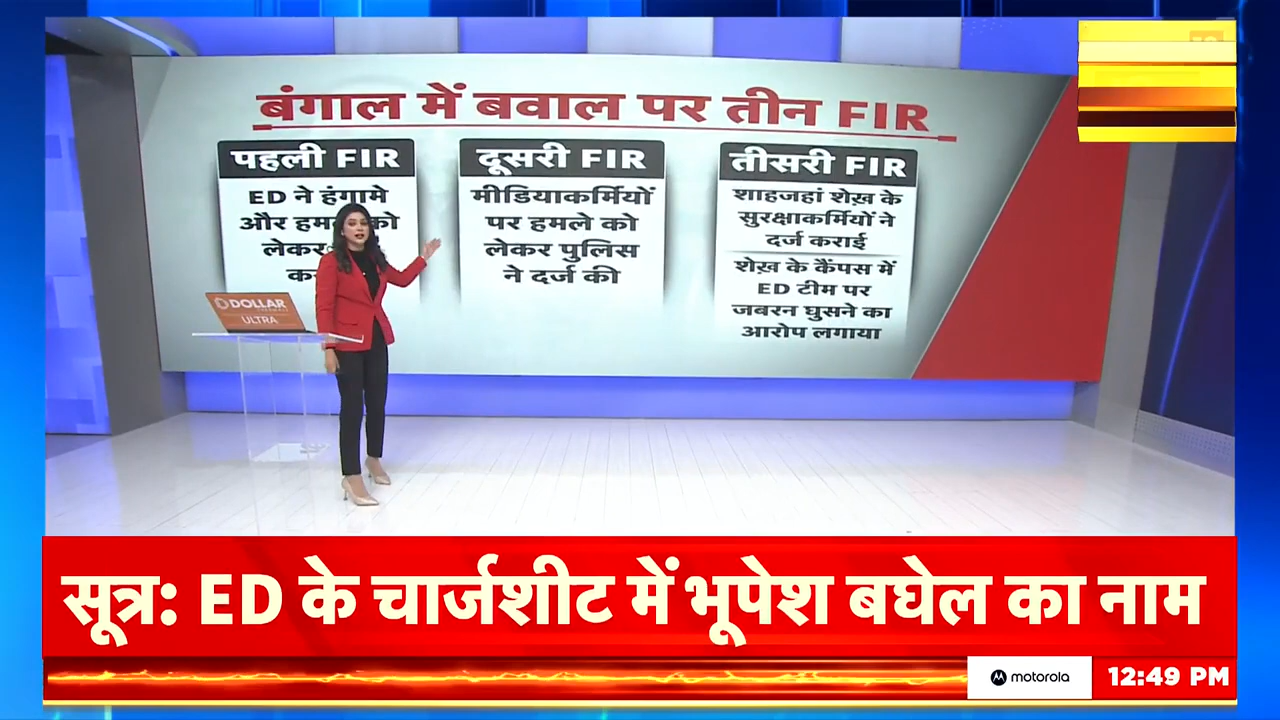 बंगाल में बवाल पर तीन FIR
पहली FIR
ED ने हंगामे
और को
लेकर
दूसरी FIR
मीडियाकर्मियों
पर हमले को
लेकर पुलिस
ने दर्ज की
तीसरी FIR
शाहजहां शेख़ के
सुरक्षाकर्मियों ने
दर्ज कराई
शेख़ के कैंपस में
ED टीम पर
जबरन घुसने का
आरोप लगाया
DOLLAR
ULTRA
सूत्र: ED के चार्जशीट में भूपेश बघेल का नाम
motorola
12:49 PM